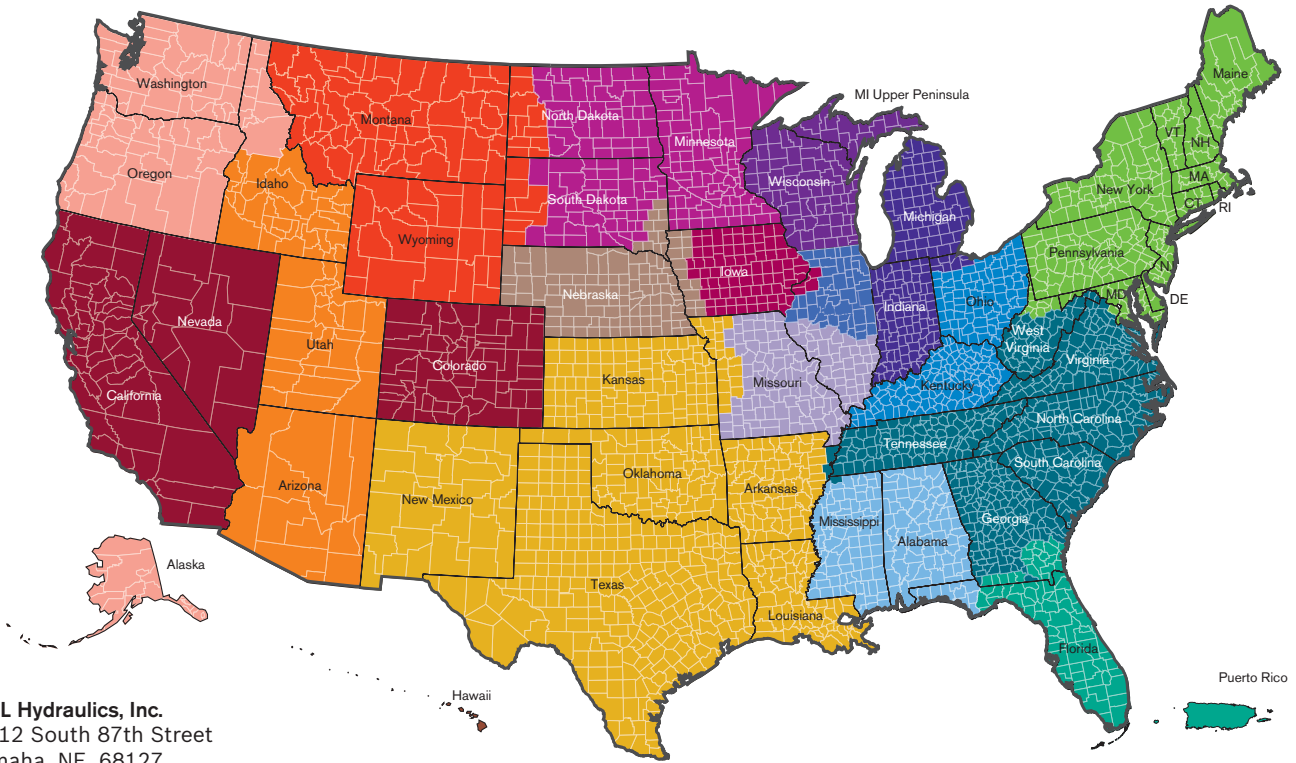 Maine
Washington
MI Upper Peninsula
North Dakota
Montana
Minnesota
VT
NH
Oregon
Idaho
Wisconsin
MA
New York
South Dakota
CT
RI
Michigan
Wyoming
Pennsylvania
N
Iowa
Nebraska
MD
DE
Ohio
Indiana
Nevada
West
Virginia
Utah
Virginia
Colorado
Kansas
Missouri
Kentucky
California
North Carolina
Tennessee
South Carolina
Oklahoma
Arizona
Arkansas
New Mexico
Georgia
Mississippi
Alabama
Alaska
Texas
Louisiana
Florida
Puerto Rico
Hawaii
L Hydraulics, Inc.
12 South 87th Street
maha, NE 68127